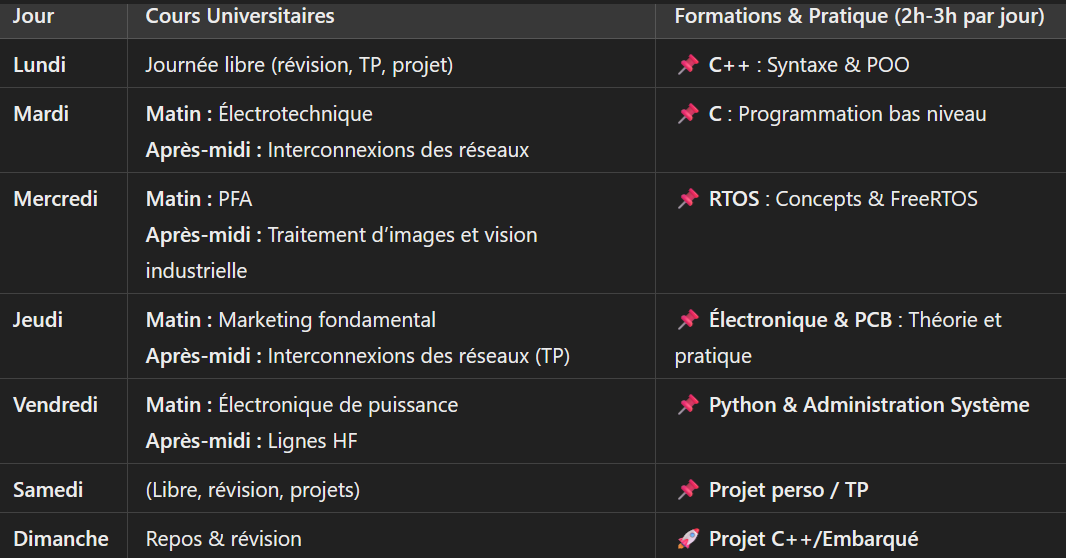 Jour Cours Universitaires Formations & Pratique (2h-3h par jour)
Lundi Journée libre (révision, TP, projet) 📌 C++ : Syntaxe & POO
Mardi Matin : Électrotechnique 📌 C : Programmation bas niveau
Après-midi : Interconnexions des réseaux
Mercredi Matin : PFA 📌 RTOS : Concepts & FreeRTOS
Après-midi : Traitement d’images et vision
industrielle
Jeudi Matin : Marketing fondamental 📌 Électronique & PCB : Théorie et
Après-midi : Interconnexions des réseaux (TP) pratique
Vendredi Matin : Électronique de puissance 📌 Python & Administration Système
Après-midi : Lignes HF
Samedi (Libre, révision, projets) 📌 Projet perso / TP
Dimanche Repos & révision 🚀 Projet C++/Embarqué